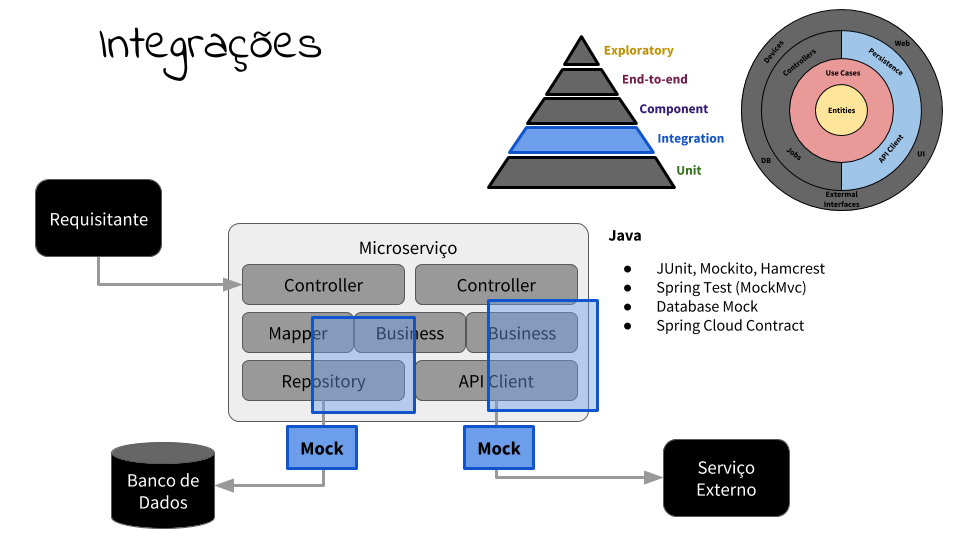 Integrações
Exploratory
End-to-end
Component
Integration
Unit
Devices
Web
Controllers
Persistence
Use Cases
Entities
Jobs
API Client
DB
UI
External
Interfaces
Requisitante
Microserviço
Controller
Controller
Mapper
Business
Business
Repository
API Client
Mock
Mock
Banco de
Dados
Serviço
Externo
Java
● JUnit, Mockito, Hamcrest
● Spring Test (MockMvc)
● Database Mock
● Spring Cloud Contract